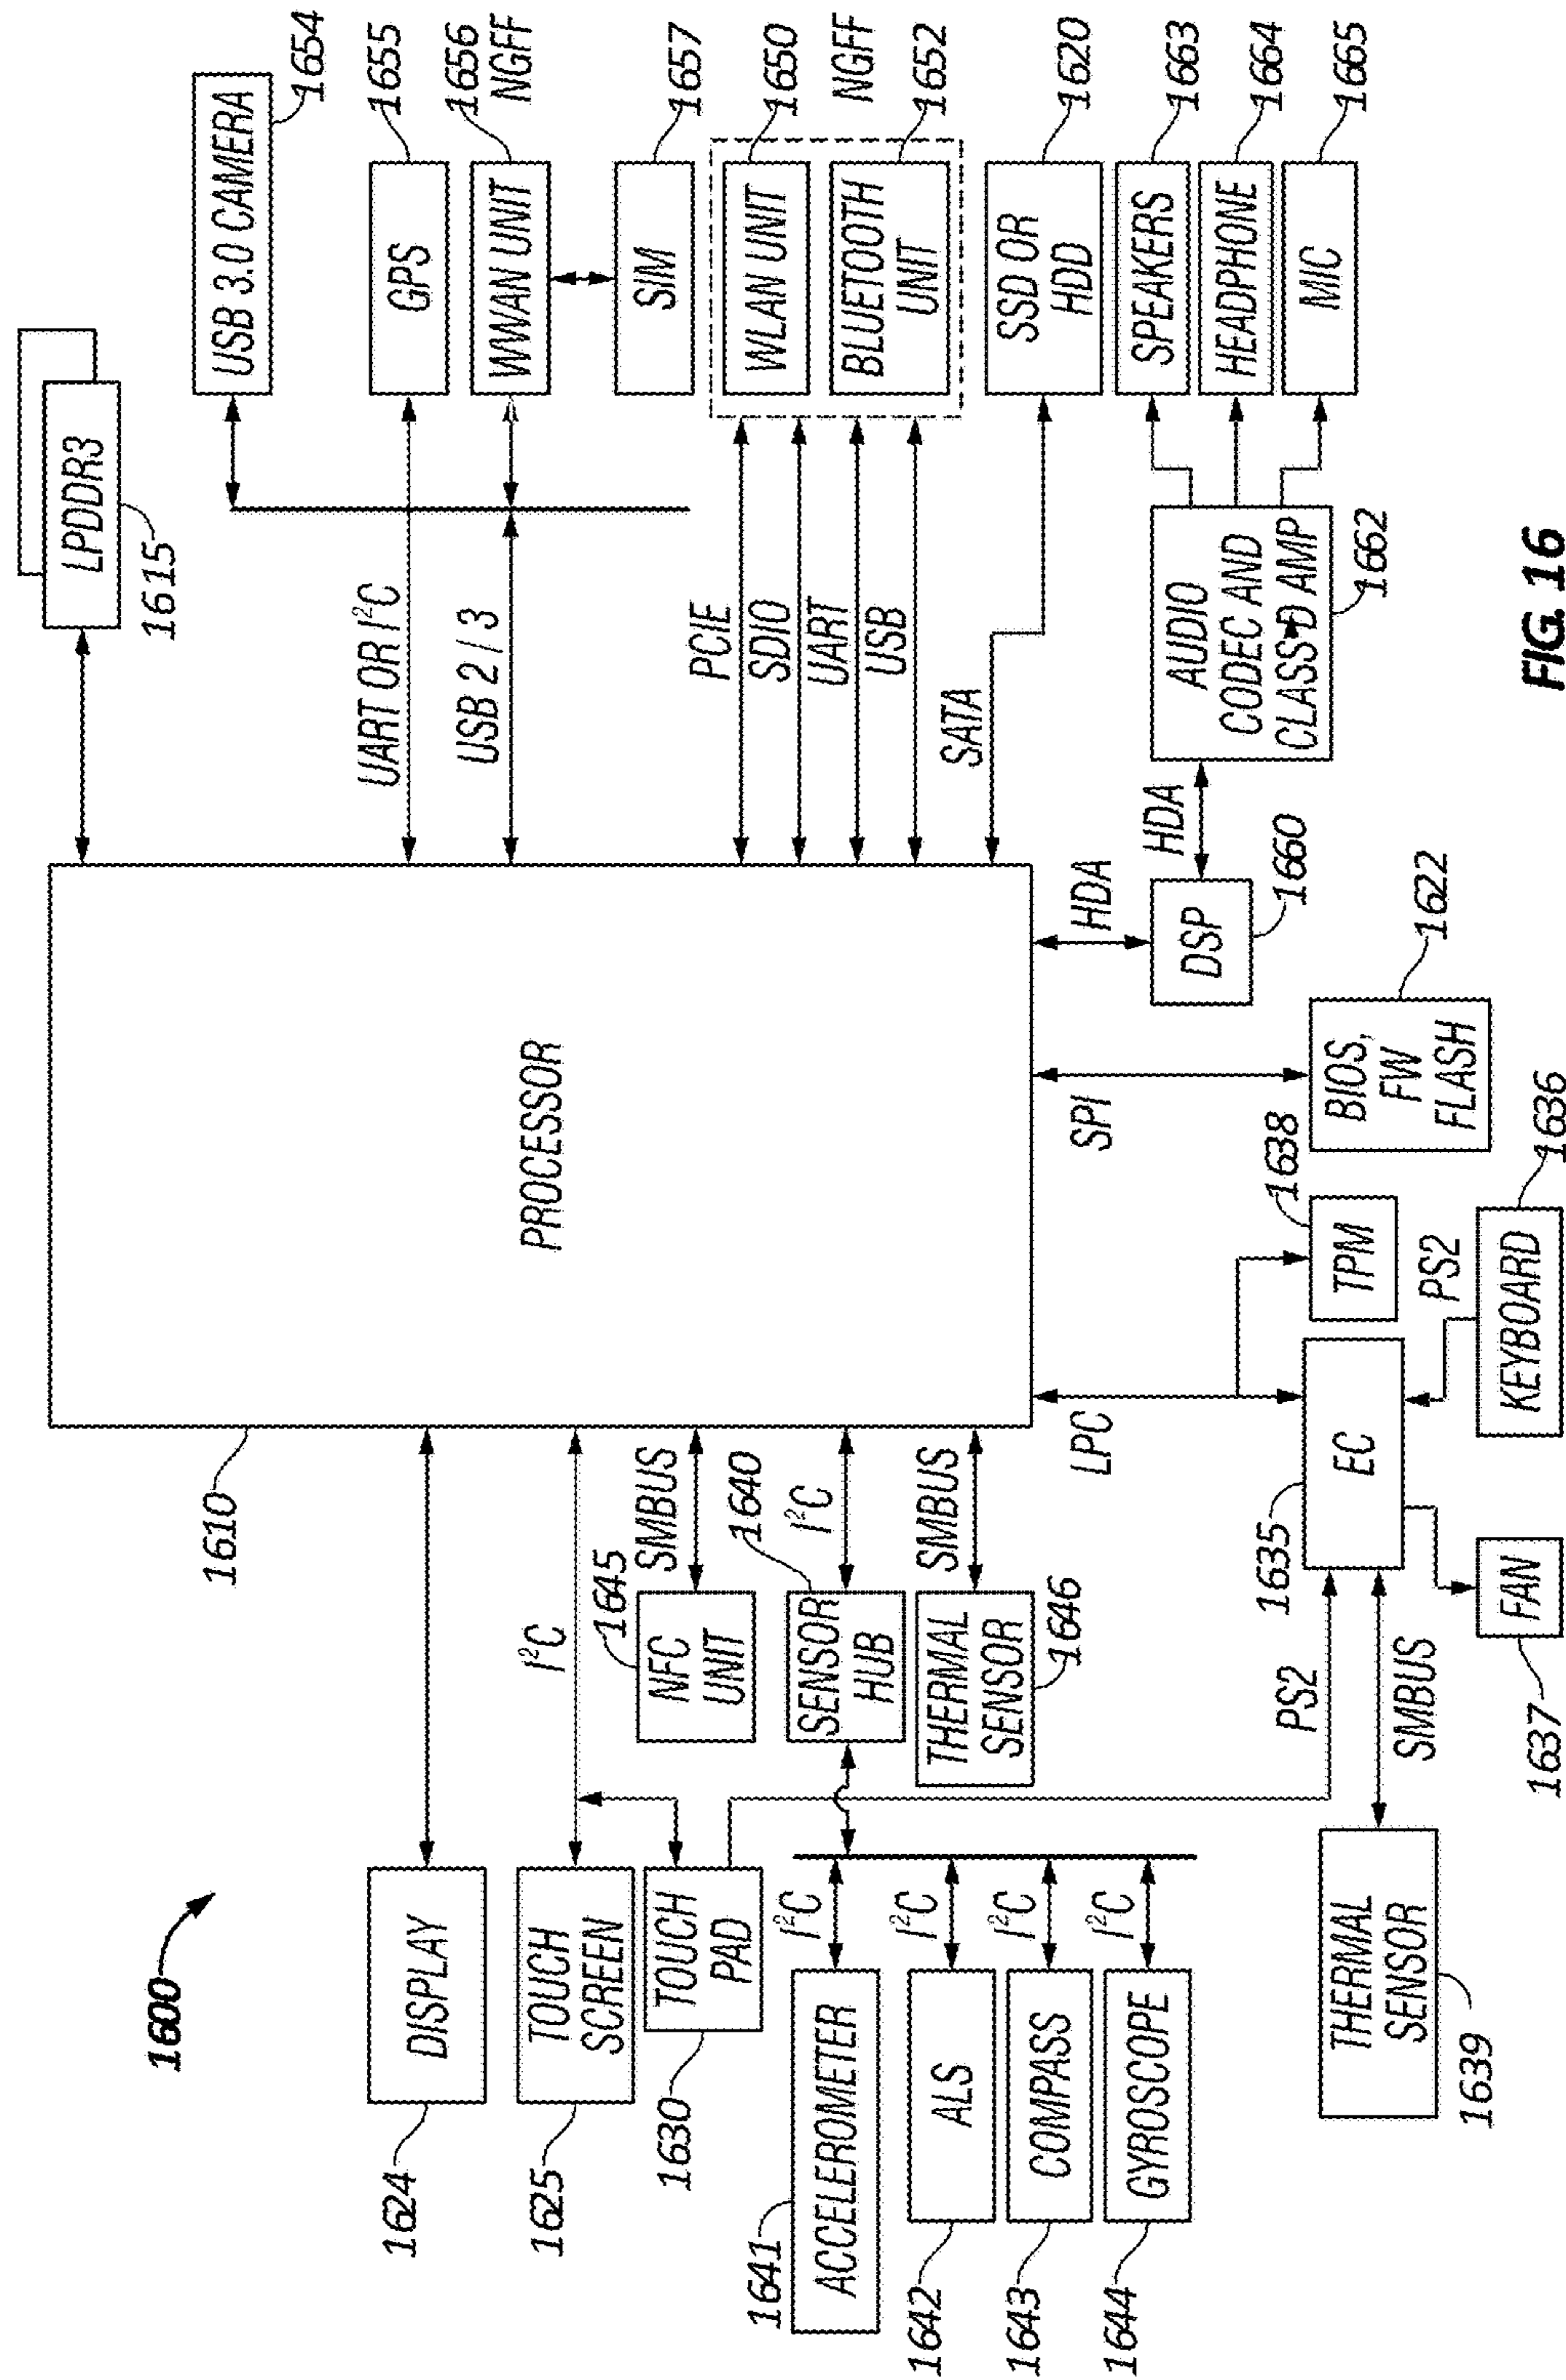 1600
1624
DISPLAY
1625
TOUCH
SCREEN
1630
TOUCH
PAD
I²C
1641
ACCELEROMETER
I²C
1642
ALS
I²C
1643
COMPASS
I²C
1644
GYROSCOPE
I²C
1639
THERMAL
SENSOR
SMBUS
PS2
1645
NFC
UNIT
SMBUS
1640
SENSOR
HUB
I²C
1646
THERMAL
SENSOR
SMBUS
1610
PROCESSOR
LPC
1635
EC
1637
FAN
1638
TPM
PS2
1636
KEYBOARD
SPI
1622
BIOS,
FW
FLASH
HDA
1660
DSP
HDA
1662
AUDIO
CODEC AND
CLASS D AMP
1615
LPDDR3
UART OR I²C
USB 2 / 3
PCIE
SDIO
UART
USB
SATA
1654
USB 3.0 CAMERA
1655
GPS
1656
NGFF
WWAN UNIT
1657
SIM
1650
WLAN UNIT
NGFF
1652
BLUETOOTH
UNIT
1620
SSD OR
HDD
1663
SPEAKERS
1664
HEADPHONE
1665
MIC
FIG. 16